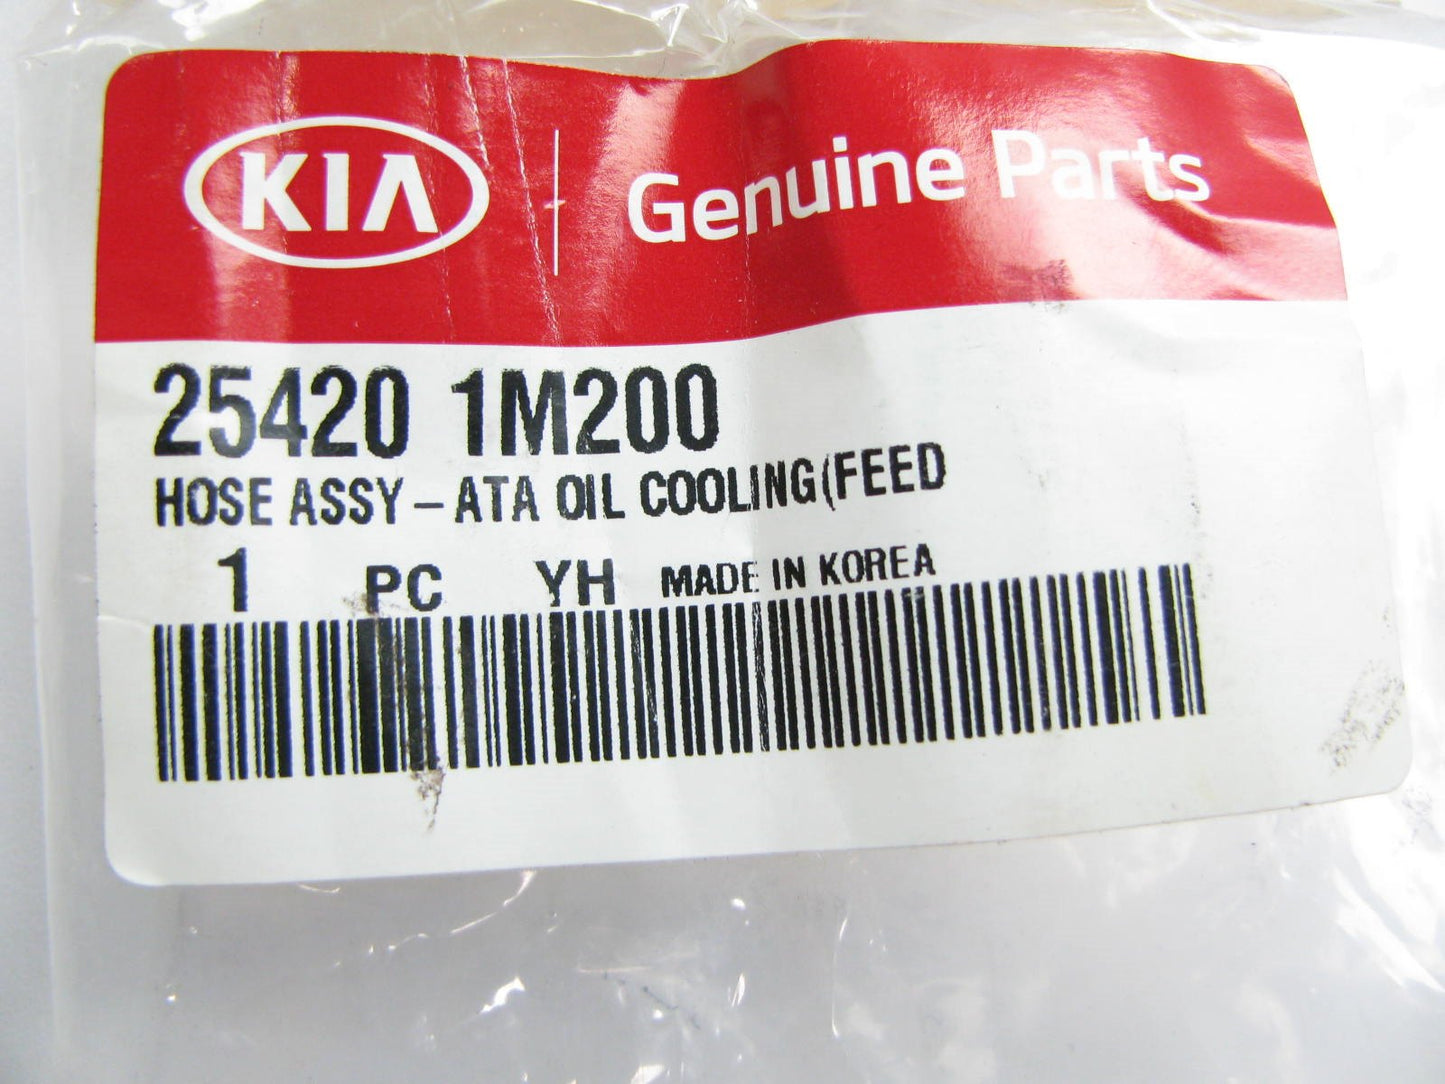 KIA Genuine Parts
25420 1M200
HOSE ASSY-ATA OIL COOLING(FEED
1 PC YH MADE IN KOREA